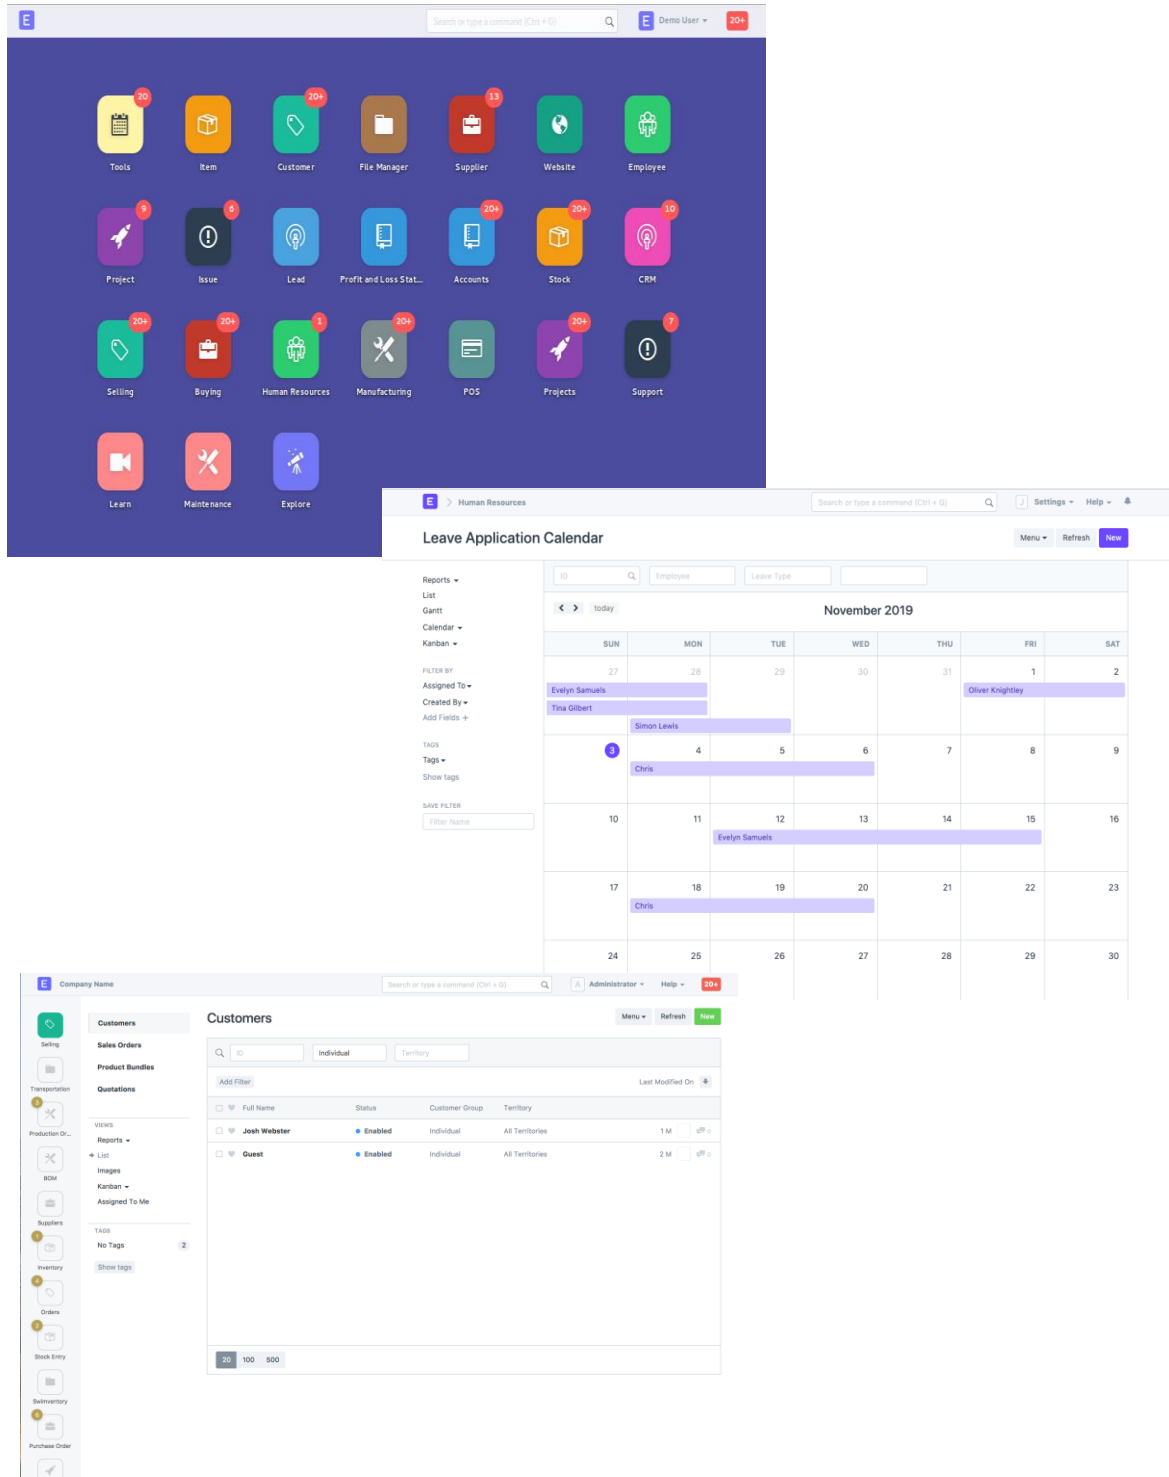 E Search or type a command (Ctrl + G) E Demo User 20+
20 20+ 13
Tools Item Customer File Manager Supplier Website Employee
9 6 20+ 20+ 10
Project Issue Lead Profit and Loss Stat... Accounts Stock CRM
20+ 20+ 1 20+ 20+ 7
Selling Buying Human Resources Manufacturing POS Projects Support
Learn Maintenance Explore
E Human Resources Search or type a command (Ctrl + G) J Settings Help
Leave Application Calendar Menu Refresh New
Reports
List
Gantt
Calendar
Kanban
FILTER BY
Assigned To
Created By
Add Fields +
TAGS
Tags
Show tags
SAVE FILTER
Filter Name
ID Employee Leave Type
today November 2019
SUN MON TUE WED THU FRI SAT
27 28 29 30 31 1 2
Evelyn Samuels Oliver Knightley
Tina Gilbert
Simon Lewis
3 4 5 6 7 8 9
Chris
10 11 12 13 14 15 16
Evelyn Samuels
17 18 19 20 21 22 23
Chris
24 25 26 27 28 29 30
E Company Name Search or type a command (Ctrl + G) A Administrator Help 20+
Selling
Transportation
3
Production Or...
BOM
Suppliers
1
Inventory
4
Orders
2
Stock Entry
Swimventory
6
Purchase Order
Customers
Sales Orders
Product Bundles
Quotations
VIEWS
Reports
List
Images
Kanban
Assigned To Me
TAGS
No Tags 2
Show tags
Customers Menu Refresh New
ID Individual Territory
Add Filter Last Modified On
Full Name Status Customer Group Territory
Josh Webster Enabled Individual All Territories 1 M 0
Guest Enabled Individual All Territories 2 M 0
20 100 500